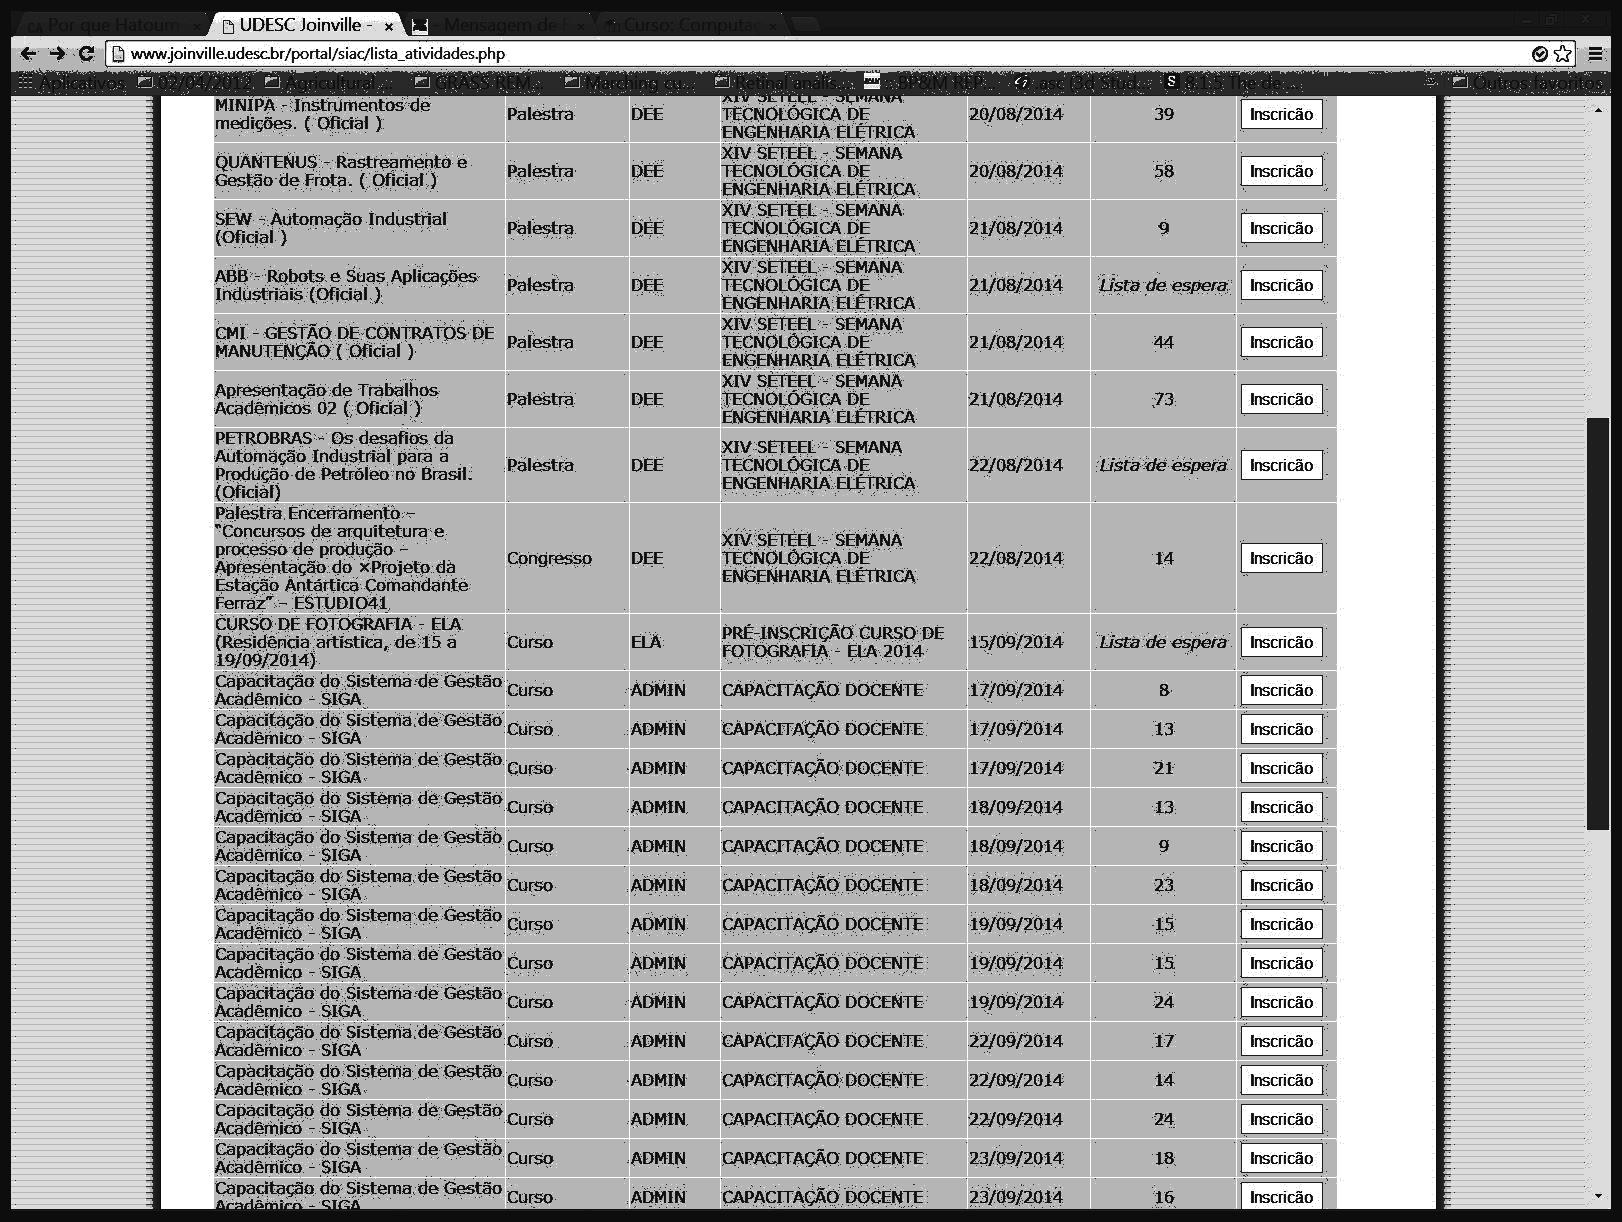 Por que Hatoum
UDESC Joinville -
- Mensagem de
Curso: Computaç
www.joinville.udesc.br/portal/siac/lista_atividades.php
Aplicativos 02/04/2012 Agricultural ... GRASS REM... Marching cu... Retinal analis... BP&M REP... .asc (3d Stud... 8.1.5 The de ... Outros favoritos
MINIPA - Instrumentos de
medições. ( Oficial )
Palestra
DEE
XIV SETEEL - SEMANA
TECNOLÓGICA DE
ENGENHARIA ELÉTRICA
20/08/2014
39
Inscricão
QUANTENUS - Rastreamento e
Gestão de Frota. ( Oficial )
Palestra
DEE
XIV SETEEL - SEMANA
TECNOLÓGICA DE
ENGENHARIA ELÉTRICA
20/08/2014
58
Inscricão
SEW - Automação Industrial
(Oficial )
Palestra
DEE
XIV SETEEL - SEMANA
TECNOLÓGICA DE
ENGENHARIA ELÉTRICA
21/08/2014
9
Inscricão
ABB - Robots e Suas Aplicações
Industriais (Oficial )
Palestra
DEE
XIV SETEEL - SEMANA
TECNOLÓGICA DE
ENGENHARIA ELÉTRICA
21/08/2014
Lista de espera
Inscricão
CMI - GESTÃO DE CONTRATOS DE
MANUTENÇÃO ( Oficial )
Palestra
DEE
XIV SETEEL - SEMANA
TECNOLÓGICA DE
ENGENHARIA ELÉTRICA
21/08/2014
44
Inscricão
Apresentação de Trabalhos
Acadêmicos 02 ( Oficial )
Palestra
DEE
XIV SETEEL - SEMANA
TECNOLÓGICA DE
ENGENHARIA ELÉTRICA
21/08/2014
73
Inscricão
PETROBRAS - Os desafios da
Automação Industrial para a
Produção de Petróleo no Brasil.
(Oficial)
Palestra
DEE
XIV SETEEL - SEMANA
TECNOLÓGICA DE
ENGENHARIA ELÉTRICA
22/08/2014
Lista de espera
Inscricão
Palestra Encerramento –
"Concursos de arquitetura e
processo de produção –
Apresentação do ×Projeto da
Estação Antártica Comandante
Ferraz" – ESTUDIO41
Congresso
DEE
XIV SETEEL - SEMANA
TECNOLÓGICA DE
ENGENHARIA ELÉTRICA
22/08/2014
14
Inscricão
CURSO DE FOTOGRAFIA - ELA
(Residência artística, de 15 a
19/09/2014)
Curso
ELA
PRÉ-INSCRIÇÃO CURSO DE
FOTOGRAFIA - ELA 2014
15/09/2014
Lista de espera
Inscricão
Capacitação do Sistema de Gestão
Acadêmico - SIGA
Curso
ADMIN
CAPACITAÇÃO DOCENTE
17/09/2014
8
Inscricão
Capacitação do Sistema de Gestão
Acadêmico - SIGA
Curso
ADMIN
CAPACITAÇÃO DOCENTE
17/09/2014
13
Inscricão
Capacitação do Sistema de Gestão
Acadêmico - SIGA
Curso
ADMIN
CAPACITAÇÃO DOCENTE
17/09/2014
21
Inscricão
Capacitação do Sistema de Gestão
Acadêmico - SIGA
Curso
ADMIN
CAPACITAÇÃO DOCENTE
18/09/2014
13
Inscricão
Capacitação do Sistema de Gestão
Acadêmico - SIGA
Curso
ADMIN
CAPACITAÇÃO DOCENTE
18/09/2014
9
Inscricão
Capacitação do Sistema de Gestão
Acadêmico - SIGA
Curso
ADMIN
CAPACITAÇÃO DOCENTE
18/09/2014
23
Inscricão
Capacitação do Sistema de Gestão
Acadêmico - SIGA
Curso
ADMIN
CAPACITAÇÃO DOCENTE
19/09/2014
15
Inscricão
Capacitação do Sistema de Gestão
Acadêmico - SIGA
Curso
ADMIN
CAPACITAÇÃO DOCENTE
19/09/2014
15
Inscricão
Capacitação do Sistema de Gestão
Acadêmico - SIGA
Curso
ADMIN
CAPACITAÇÃO DOCENTE
19/09/2014
24
Inscricão
Capacitação do Sistema de Gestão
Acadêmico - SIGA
Curso
ADMIN
CAPACITAÇÃO DOCENTE
22/09/2014
17
Inscricão
Capacitação do Sistema de Gestão
Acadêmico - SIGA
Curso
ADMIN
CAPACITAÇÃO DOCENTE
22/09/2014
14
Inscricão
Capacitação do Sistema de Gestão
Acadêmico - SIGA
Curso
ADMIN
CAPACITAÇÃO DOCENTE
22/09/2014
24
Inscricão
Capacitação do Sistema de Gestão
Acadêmico - SIGA
Curso
ADMIN
CAPACITAÇÃO DOCENTE
23/09/2014
18
Inscricão
Capacitação do Sistema de Gestão
Acadêmico - SIGA
Curso
ADMIN
CAPACITAÇÃO DOCENTE
23/09/2014
16
Inscricão